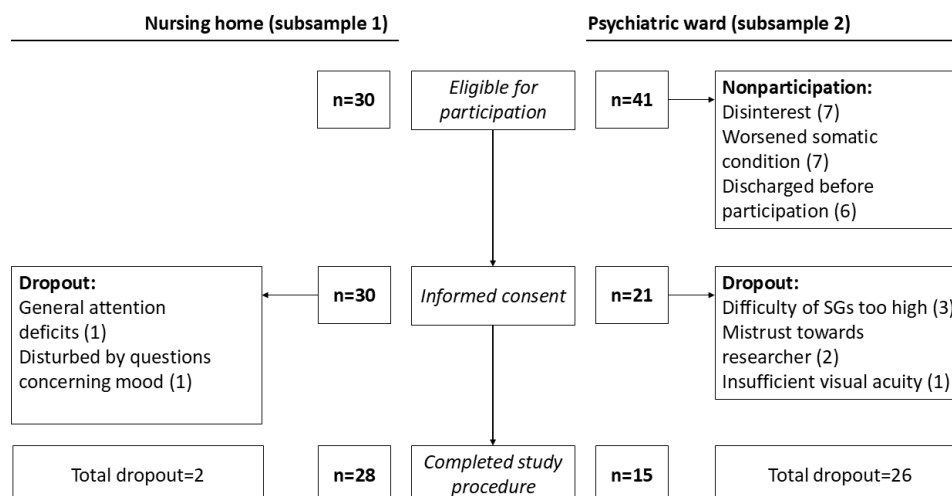 Nursing home (subsample 1)
Psychiatric ward (subsample 2)
n=30
Eligible for
participation
n=41
Nonparticipation:
Disinterest (7)
Worsened somatic
condition (7)
Discharged before
participation (6)
Dropout:
General attention
deficits (1)
Disturbed by questions
concerning mood (1)
n=30
Informed consent
n=21
Dropout:
Difficulty of SGs too high (3)
Mistrust towards
researcher (2)
Insufficient visual acuity (1)
Total dropout=2
n=28
Completed study
procedure
n=15
Total dropout=26